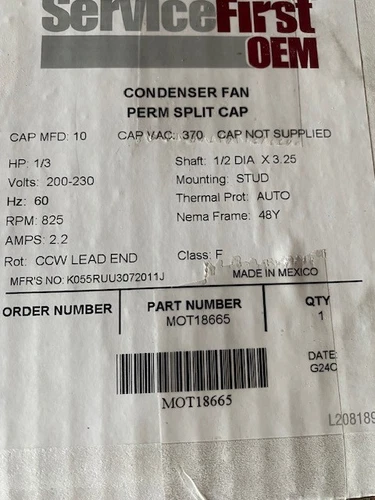 ServiceFirst
OEM
CONDENSER FAN
PERM SPLIT CAP
CAP MFD: 10 CAP VAC: 370 CAP NOT SUPPLIED
HP: 1/3 Shaft: 1/2 DIA X 3.25
Volts: 200-230 Mounting: STUD
Hz: 60 Thermal Prot: AUTO
RPM: 825 Nema Frame: 48Y
AMPS: 2.2
Rot: CCW LEAD END Class: F
MFR'S NO: K055RUU3072011J MADE IN MEXICO
ORDER NUMBER PART NUMBER QTY
MOT18665 1
DATE:
G24C
MOT18665
L208189